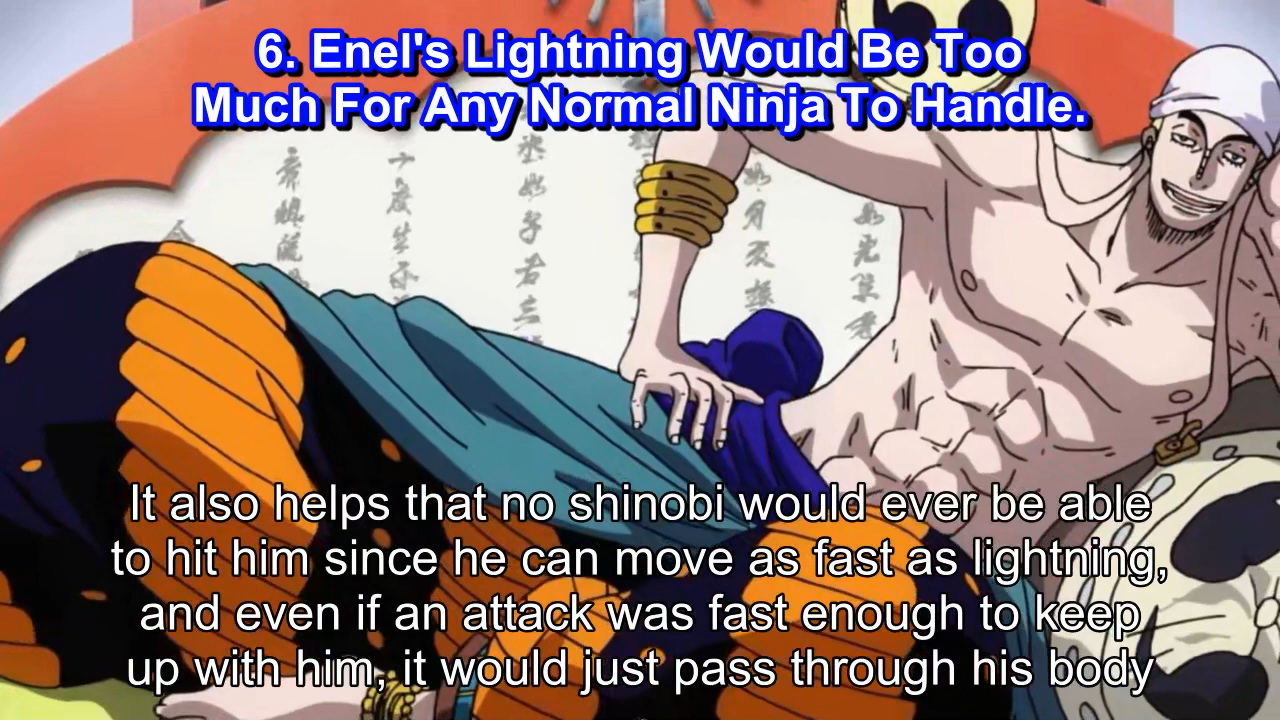 6. Enel's Lightning Would Be Too
Much For Any Normal Ninja To Handle.
It also helps that no shinobi would ever be able
to hit him since he can move as fast as lightning,
and even if an attack was fast enough to keep
up with him, it would just pass through his body